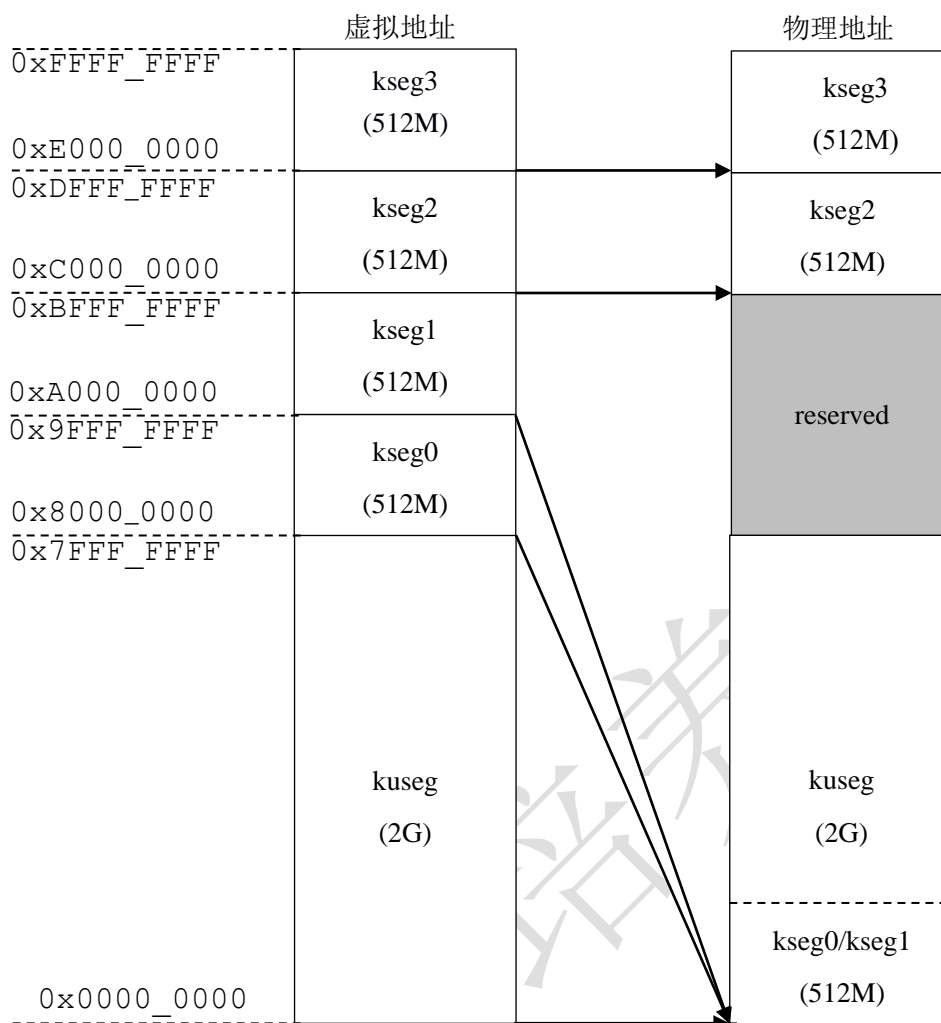 虚拟地址
物理地址
0xFFFF_FFFF
kseg3
(512M)
kseg3
(512M)
0xE000_0000
0xDFFF_FFFF
kseg2
(512M)
kseg2
(512M)
0xC000_0000
0xBFFF_FFFF
kseg1
(512M)
reserved
0xA000_0000
0x9FFF_FFFF
kseg0
(512M)
0x8000_0000
0x7FFF_FFFF
kuseg
(2G)
kuseg
(2G)
kseg0/kseg1
(512M)
0x0000_0000
培养